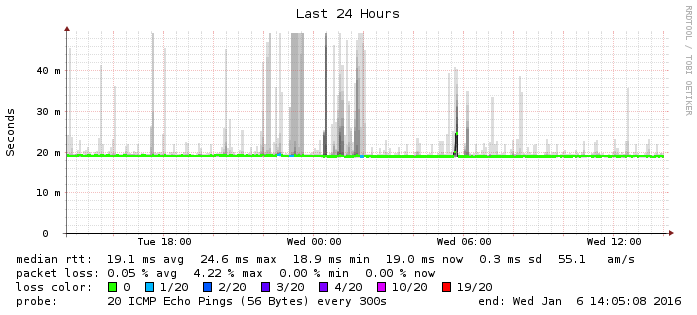 Last 24 Hours
RRDTOOL / TOBI OETIKER
Seconds
40 m
30 m
20 m
10 m
0
Tue 18:00 Wed 00:00 Wed 06:00 Wed 12:00
median rtt: 19.1 ms avg 24.6 ms max 18.9 ms min 19.0 ms now 0.3 ms sd 55.1 am/s
packet loss: 0.05 % avg 4.22 % max 0.00 % min 0.00 % now
loss color: 0 1/20 2/20 3/20 4/20 10/20 19/20
probe: 20 ICMP Echo Pings (56 Bytes) every 300s end: Wed Jan 6 14:05:08 2016